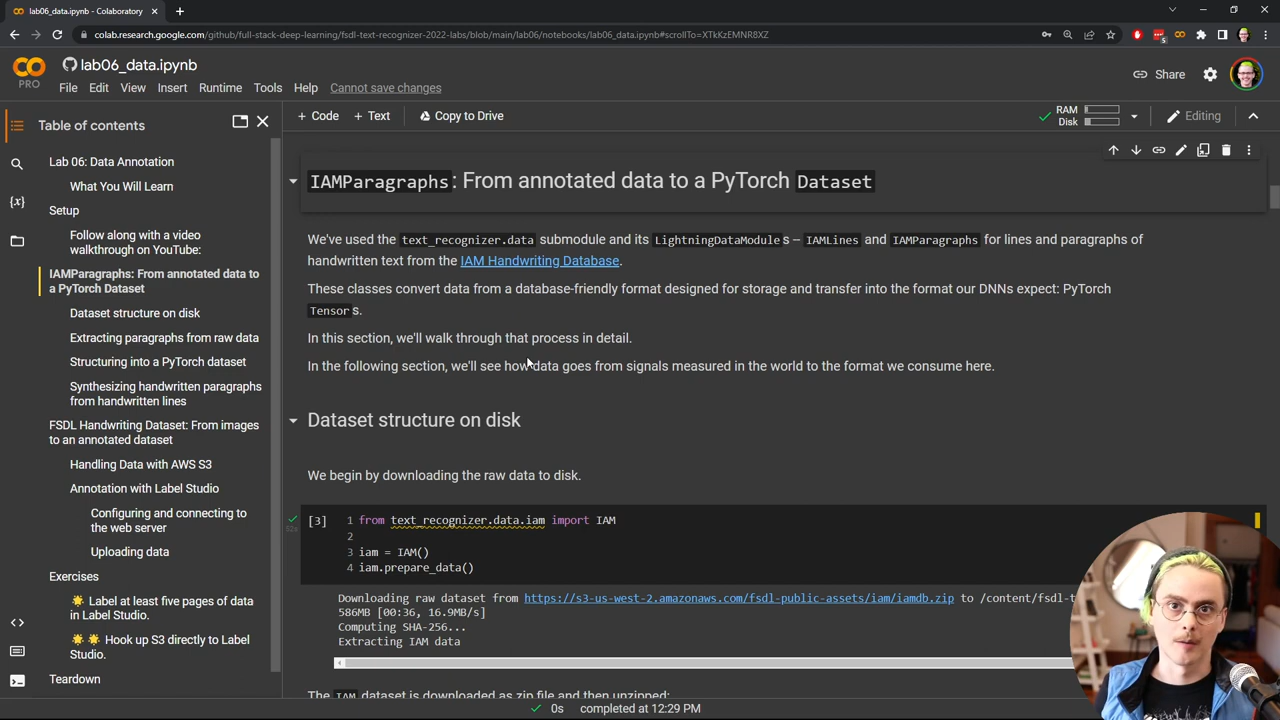 lab06_data.ipynb - Colaboratory
colab.research.google.com/github/full-stack-deep-learning/fsdl-text-recognizer-2022-labs/blob/main/lab06/notebooks/lab06_data.ipynb#scrollTo=XTkKzEMNR8XZ
lab06_data.ipynb
PRO
File Edit View Insert Runtime Tools Help Cannot save changes
Share
Table of contents
+ Code + Text Copy to Drive
RAM
Disk
Editing
Lab 06: Data Annotation
What You Will Learn
Setup
Follow along with a video
walkthrough on YouTube:
IAMParagraphs: From annotated data to
a PyTorch Dataset
Dataset structure on disk
Extracting paragraphs from raw data
Structuring into a PyTorch dataset
Synthesizing handwritten paragraphs
from handwritten lines
FSDL Handwriting Dataset: From images
to an annotated dataset
Handling Data with AWS S3
Annotation with Label Studio
Configuring and connecting to
the web server
Uploading data
Exercises
🌟 Label at least five pages of data
in Label Studio.
🌟🌟 Hook up S3 directly to Label
Studio.
Teardown
IAMParagraphs: From annotated data to a PyTorch Dataset
We've used the text_recognizer.data submodule and its LightningDataModules – IAMLines and IAMParagraphs for lines and paragraphs of
handwritten text from the IAM Handwriting Database.
These classes convert data from a database-friendly format designed for storage and transfer into the format our DNNs expect: PyTorch
Tensors.
In this section, we'll walk through that process in detail.
In the following section, we'll see how data goes from signals measured in the world to the format we consume here.
Dataset structure on disk
We begin by downloading the raw data to disk.
[3] 1 from text_recognizer.data.iam import IAM
2
3 iam = IAM()
4 iam.prepare_data()
Downloading raw dataset from https://s3-us-west-2.amazonaws.com/fsdl-public-assets/iam/iamdb.zip to /content/fsdl-t
586MB [00:36, 16.9MB/s]
Computing SHA-256...
Extracting IAM data
The IAM dataset is downloaded as zip file and then unzipped:
0s completed at 12:29 PM